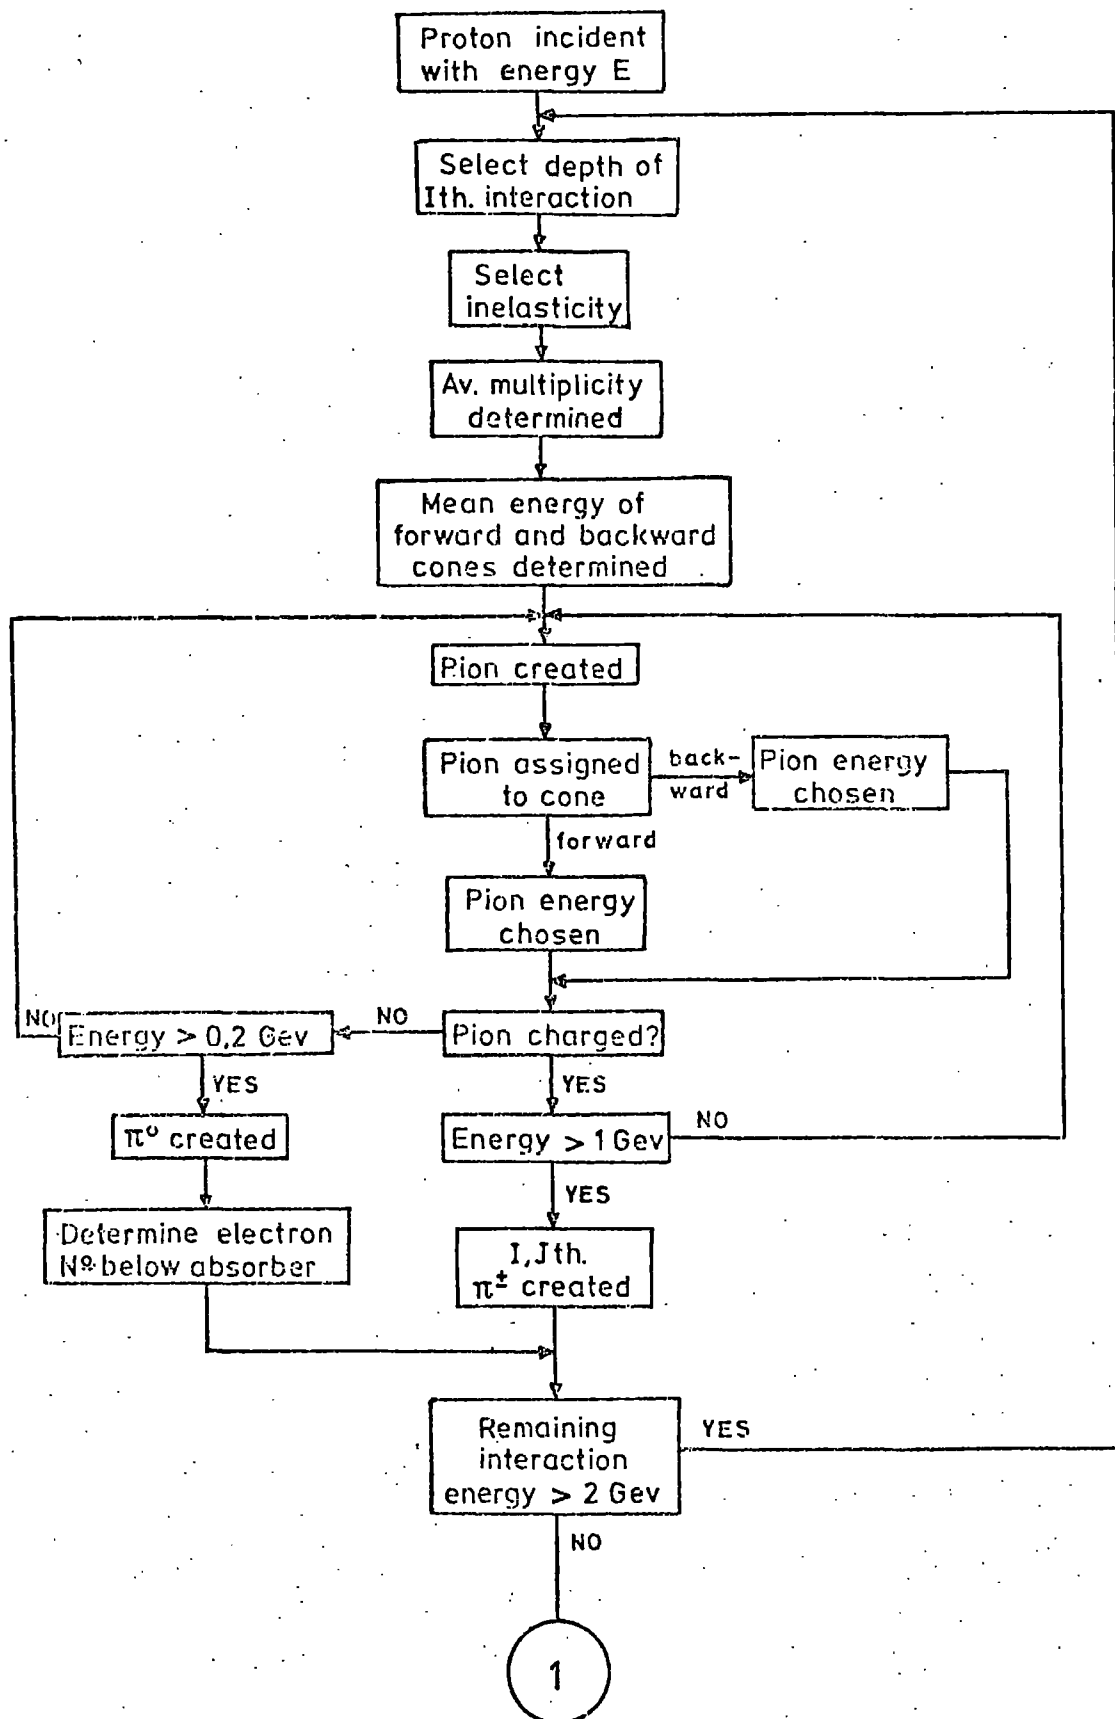 Proton incident
with energy E
Select depth of
Ith. interaction
Select
inelasticity
Av. multiplicity
determined
Mean energy of
forward and backward
cones determined
Pion created
Pion assigned
to cone
back-
ward
Pion energy
chosen
forward
Pion energy
chosen
Pion charged?
NO
Energy > 0,2 Gev
NO
YES
YES
π° created
Energy > 1 Gev
NO
YES
Determine electron
Nº below absorber
I,Jth.
π± created
Remaining
interaction
energy > 2 Gev
YES
NO
1